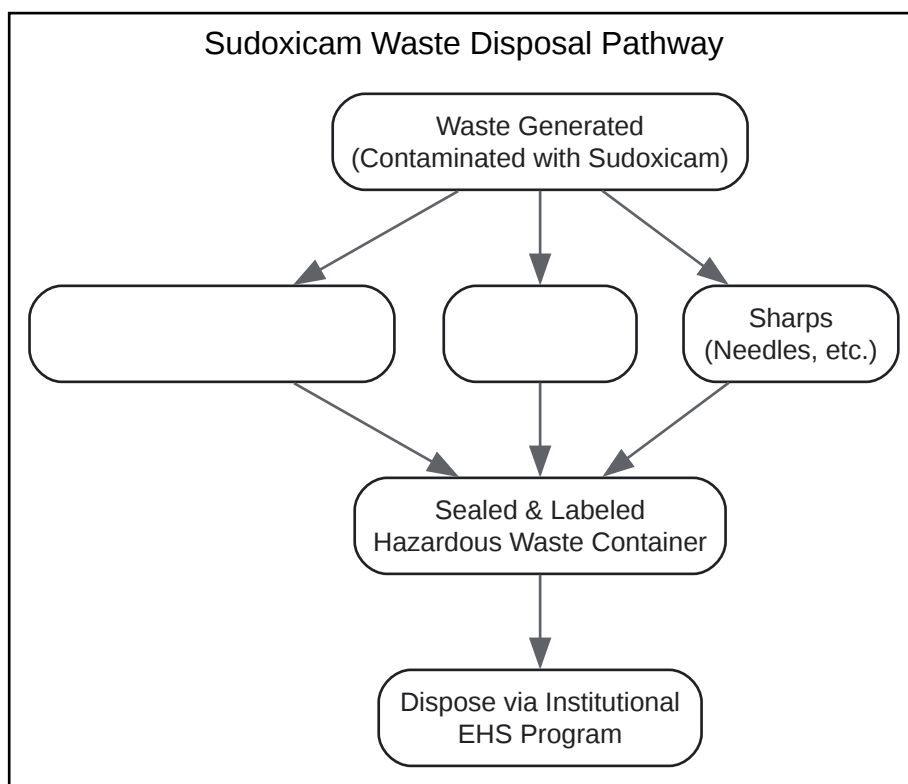 Sudoxicam Waste Disposal Pathway
Waste Generated
(Contaminated with Sudoxicam)
Sharps
(Needles, etc.)
Sealed & Labeled
Hazardous Waste Container
Dispose via Institutional
EHS Program